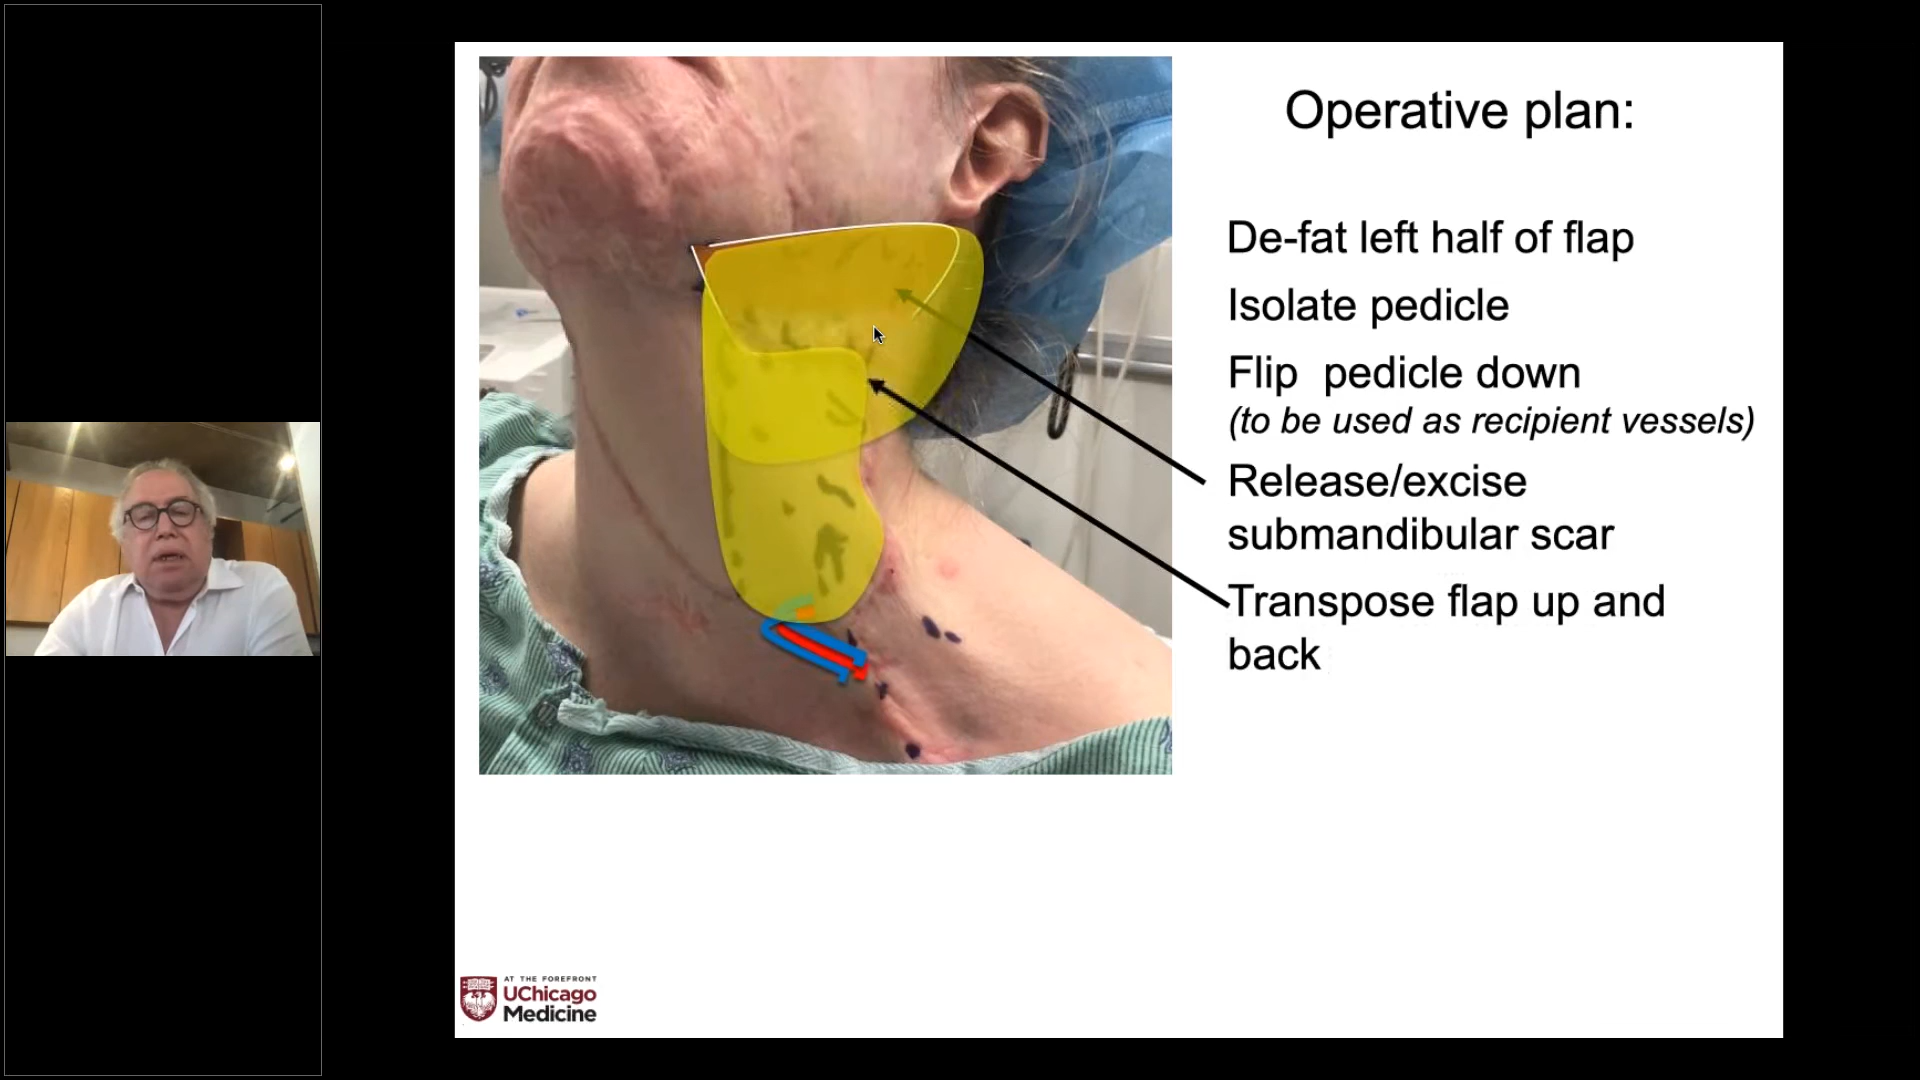 Operative plan:
De-fat left half of flap
Isolate pedicle
Flip pedicle down
(to be used as recipient vessels)
Release/excise
submandibular scar
Transpose flap up and
back
AT THE FOREFRONT
UChicago
Medicine